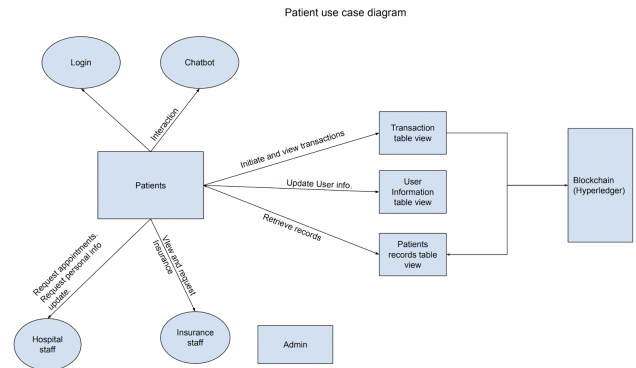 Patient use case diagram
Login
Chatbot
Interaction
Initiate and view transactions
Transaction
table view
Blockchain
(Hyperledger)
Patients
Update User info.
User
Information
table view
Retrieve records
Patients
records table
view
Request appointments.
Request personal info
update.
View and request
Insurance
Hospital
staff
Insurance
staff
Admin